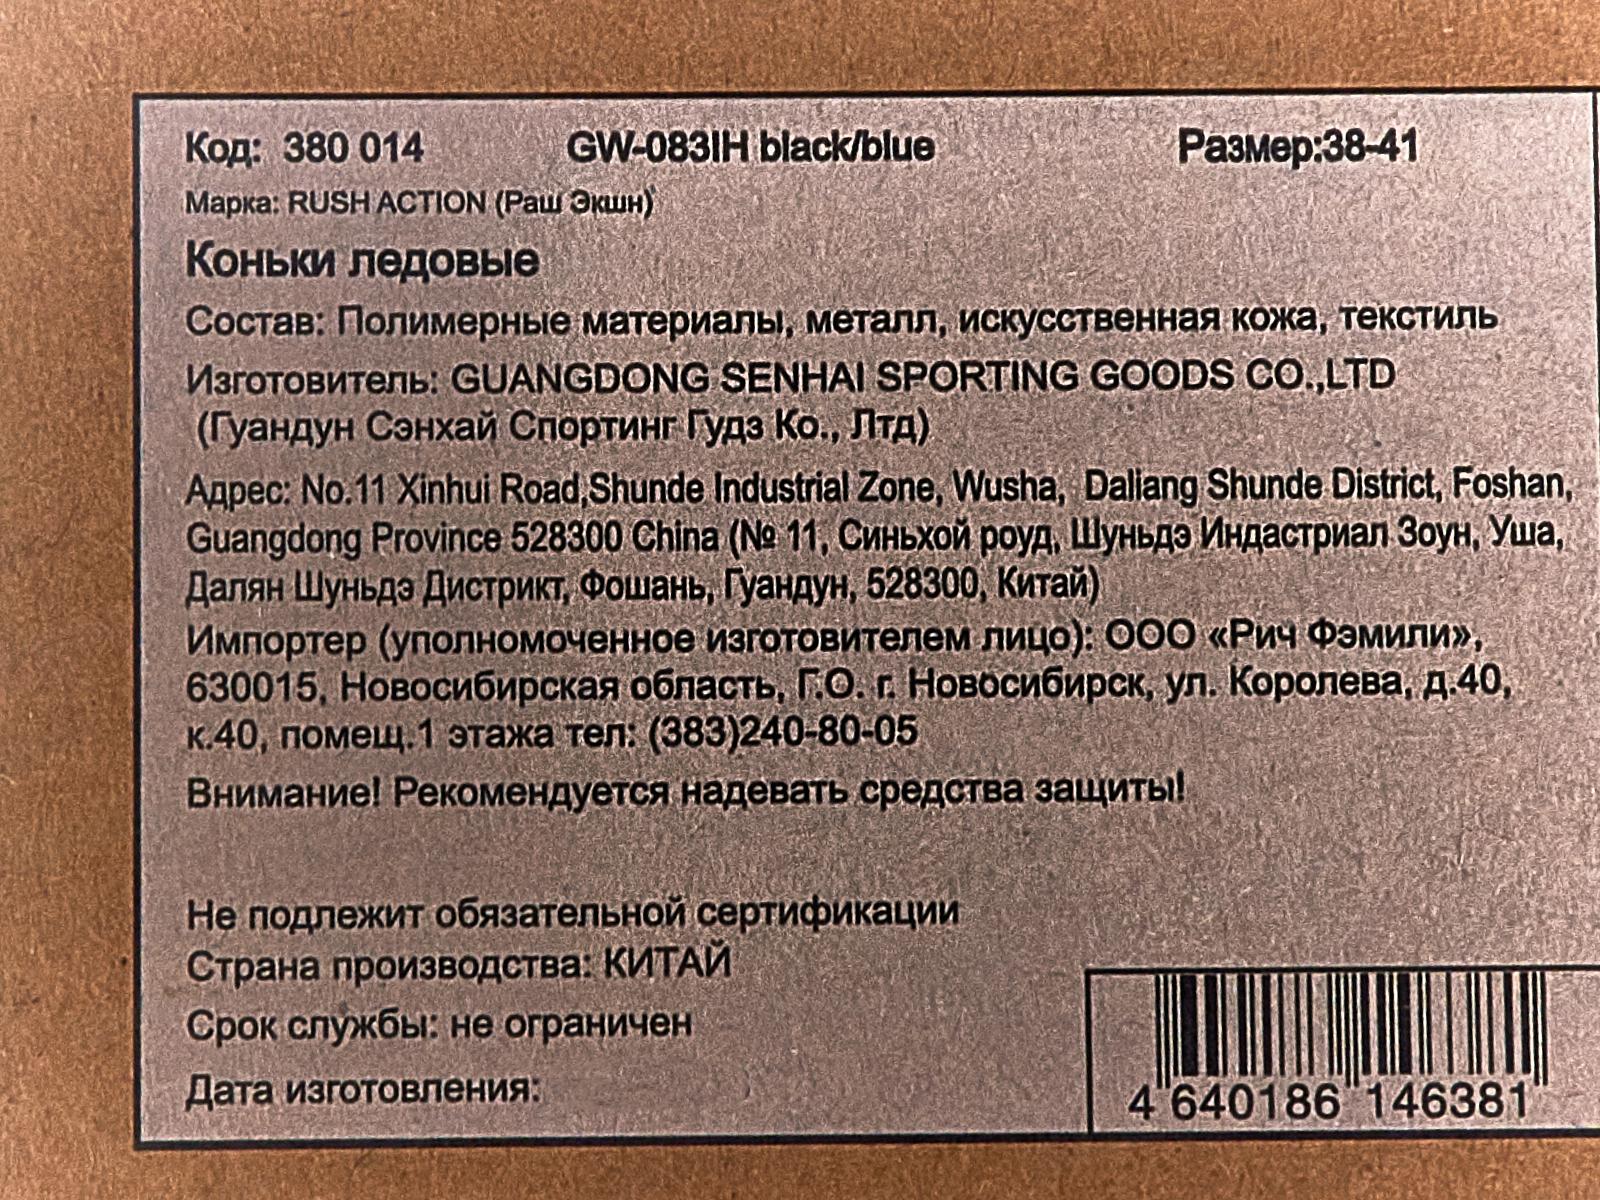 Код: 380 014 GW-083IH black/blue Размер:38-41
Марка: RUSH ACTION (Раш Экшн)
Коньки ледовые
Состав: Полимерные материалы, металл, искусственная кожа, текстиль
Изготовитель: GUANGDONG SENHAI SPORTING GOODS CO.,LTD
(Гуандун Сэнхай Спортинг Гудз Ко., Лтд)
Адрес: No.11 Xinhui Road,Shunde Industrial Zone, Wusha, Daliang Shunde District, Foshan,
Guangdong Province 528300 China (№ 11, Синьхой роуд, Шуньдэ Индастриал Зоун, Уша,
Далян Шуньдэ Дистрикт, Фошань, Гуандун, 528300, Китай)
Импортер (уполномоченное изготовителем лицо): ООО «Рич Фэмили»,
630015, Новосибирская область, Г.О. г. Новосибирск, ул. Королева, д.40,
к.40, помещ.1 этажа тел: (383)240-80-05
Внимание! Рекомендуется надевать средства защиты!
Не подлежит обязательной сертификации
Страна производства: КИТАЙ
Срок службы: не ограничен
Дата изготовления:
4 640186 146381